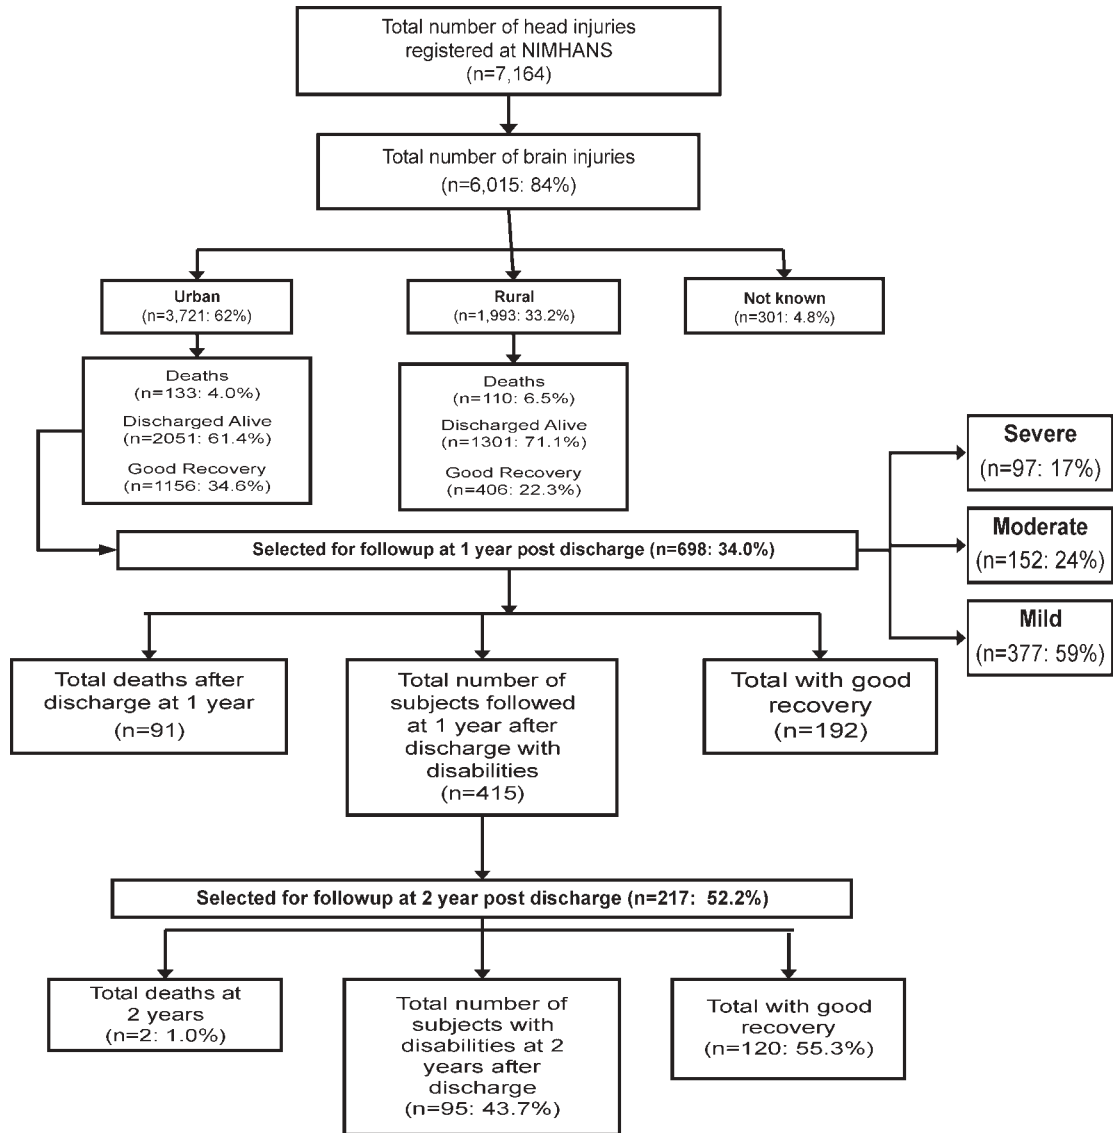 Total number of head injuries
registered at NIMHANS
(n=7,164)
Total number of brain injuries
(n=6,015: 84%)
Urban
(n=3,721: 62%)
Rural
(n=1,993: 33.2%)
Not known
(n=301: 4.8%)
Deaths
(n=133: 4.0%)
Discharged Alive
(n=2051: 61.4%)
Good Recovery
(n=1156: 34.6%)
Deaths
(n=110: 6.5%)
Discharged Alive
(n=1301: 71.1%)
Good Recovery
(n=406: 22.3%)
Severe
(n=97: 17%)
Moderate
(n=152: 24%)
Mild
(n=377: 59%)
Selected for followup at 1 year post discharge (n=698: 34.0%)
Total deaths after
discharge at 1 year
(n=91)
Total number of
subjects followed
at 1 year after
discharge with
disabilities
(n=415)
Total with good
recovery
(n=192)
Selected for followup at 2 year post discharge (n=217: 52.2%)
Total deaths at
2 years
(n=2: 1.0%)
Total number of
subjects with
disabilities at 2
years after
discharge
(n=95: 43.7%)
Total with good
recovery
(n=120: 55.3%)